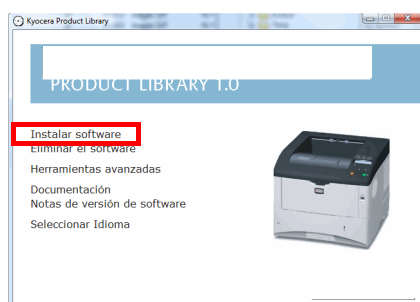 Kyocera Product Library
PRODUCT LIBRARY 1.0
Instalar software
Eliminar el software
Herramientas avanzadas
Documentación
Notas de versión de software
Seleccionar Idioma